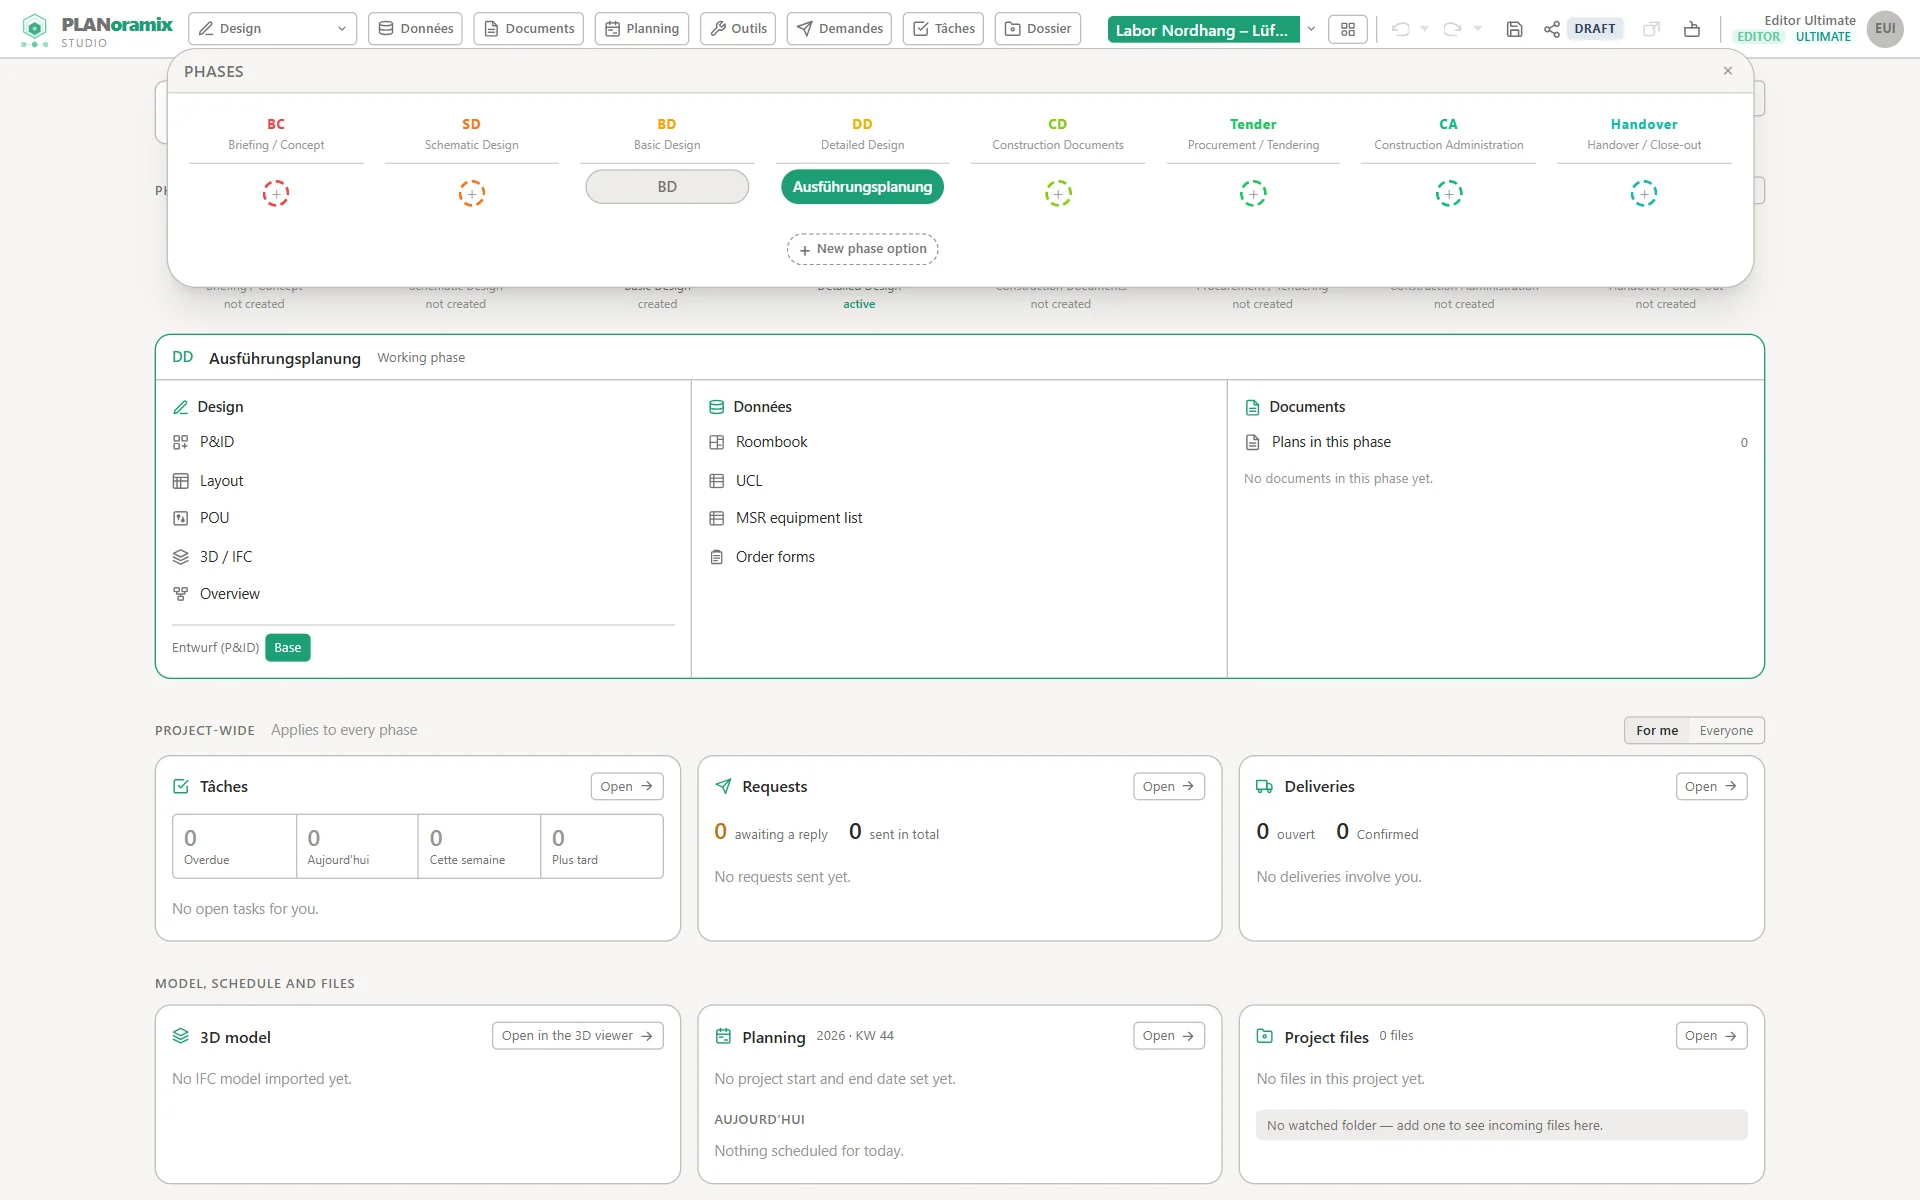 PLANoramix
STUDIO
Design
Données
Documents
Planning
Outils
Demandes
Tâches
Dossier
Labor Nordhang – Lüf...
DRAFT
Editor Ultimate
EDITOR ULTIMATE
EUI
PHASES
BC
Briefing / Concept
SD
Schematic Design
BD
Basic Design
DD
Detailed Design
CD
Construction Documents
Tender
Procurement / Tendering
CA
Construction Administration
Handover
Handover / Close-out
BD
Ausführungsplanung
+ New phase option
not created
not created
created
active
not created
not created
not created
not created
DD Ausführungsplanung Working phase
Design
P&ID
Layout
POU
3D / IFC
Overview
Entwurf (P&ID) Base
Données
Roombook
UCL
MSR equipment list
Order forms
Documents
Plans in this phase 0
No documents in this phase yet.
PROJECT-WIDE Applies to every phase
For me Everyone
Tâches
Open →
0 Overdue
0 Aujourd'hui
0 Cette semaine
0 Plus tard
No open tasks for you.
Requests
Open →
0 awaiting a reply 0 sent in total
No requests sent yet.
Deliveries
Open →
0 ouvert 0 Confirmed
No deliveries involve you.
MODEL, SCHEDULE AND FILES
3D model
Open in the 3D viewer →
No IFC model imported yet.
Planning 2026 · KW 44
Open →
No project start and end date set yet.
AUJOURD'HUI
Nothing scheduled for today.
Project files 0 files
Open →
No files in this project yet.
No watched folder — add one to see incoming files here.